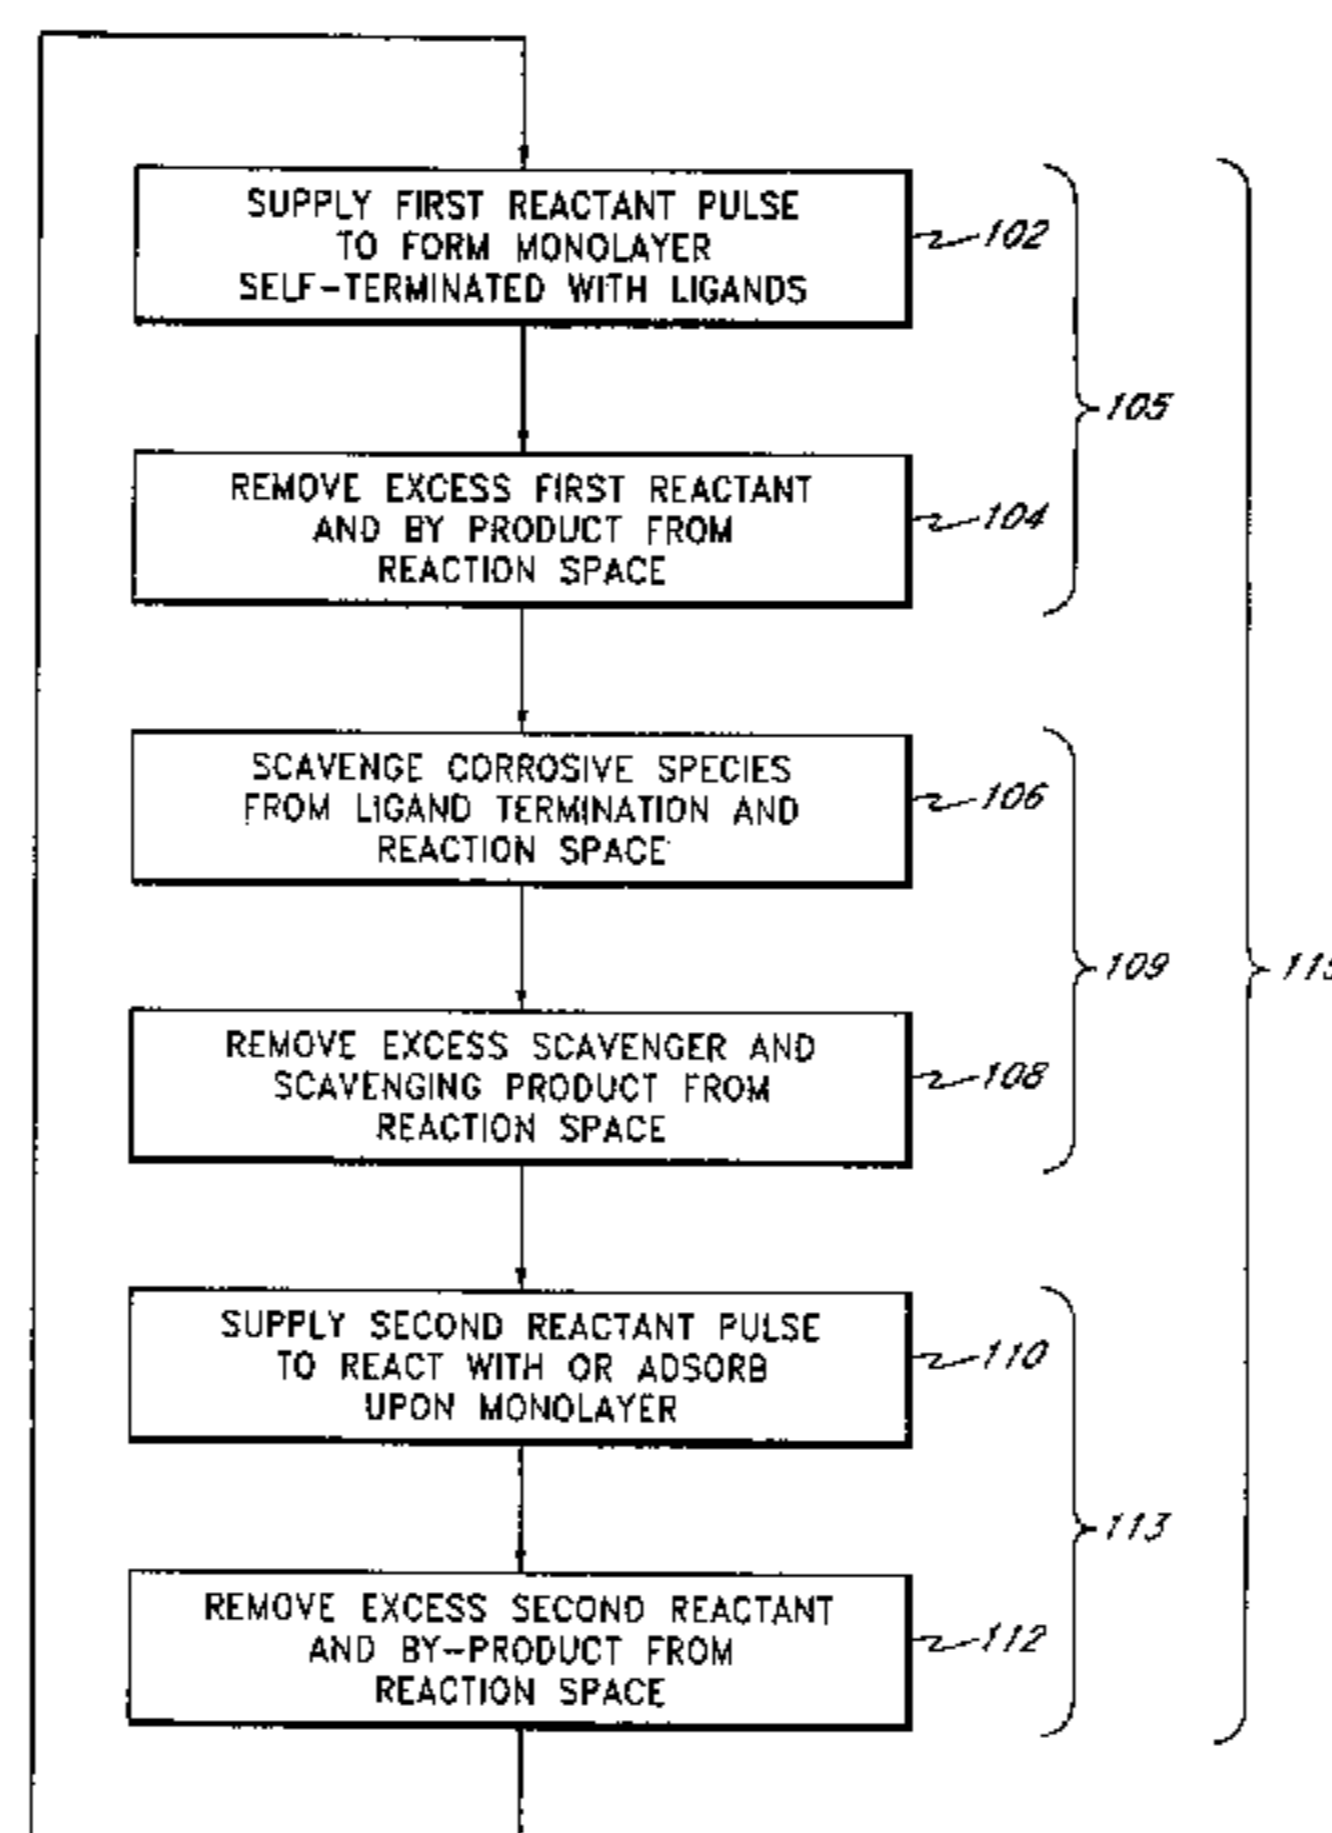 SUPPLY FIRST REACTANT PULSE
TO FORM MONOLAYER
SELF-TERMINATED WITH LIGANDS
102
105
REMOVE EXCESS FIRST REACTANT
AND BY PRODUCT FROM
REACTION SPACE
104
SCAVENGE CORROSIVE SPECIES
FROM LIGAND TERMINATION AND
REACTION SPACE
106
109
REMOVE EXCESS SCAVENGER AND
SCAVENGING PRODUCT FROM
REACTION SPACE
108
SUPPLY SECOND REACTANT PULSE
TO REACT WITH OR ADSORB
UPON MONOLAYER
110
113
REMOVE EXCESS SECOND REACTANT
AND BY-PRODUCT FROM
REACTION SPACE
112